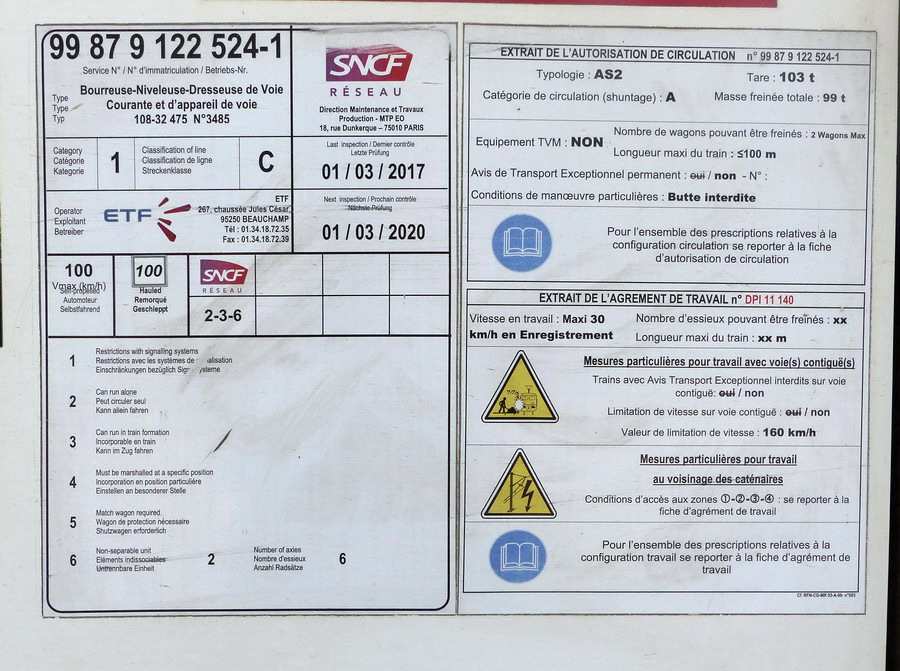 99 87 9 122 524-1
Service N° / N° d'immatriculation / Betriebs-Nr.
Type
Type
Typ
Bourreuse-Niveleuse-Dresseuse de Voie
Courante et d'appareil de voie
108-32 475 N°3485
SNCF
RÉSEAU
Direction Maintenance et Travaux
Production - MTP EO
18, rue Dunkerque – 75010 PARIS
Category
Catégorie
Kategorie
1
Classification of line
Classification de ligne
Streckenklasse
C
Last inspection / Dernier contrôle
Letzte Prüfung
01 / 03 / 2017
Operator
Exploitant
Betreiber
ETF
ETF
267, chaussée Jules César
95250 BEAUCHAMP
Tél : 01.34.18.72.35
Fax : 01.34.18.72.39
Next inspection / Prochain contrôle
Nächste Prüfung
01 / 03 / 2020
100
Vmax (km/h)
Self-propelled
Automoteur
Selbstfahrend
100
Hauled
Remorqué
Geschleppt
SNCF
RÉSEAU
2-3-6
1
Restrictions with signalling systems
Restrictions avec les systèmes de alisation
Einschränkungen bezüglich Sig ysteme
2
Can run alone
Peut circuler seul
Kann allein fahren
3
Can run in train formation
Incorporable en train
Kann im Zug fahren
4
Must be marshalled at a specific position
Incorporation en position particulière
Einstellen an besonderer Stelle
5
Match wagon required
Wagon de protection nécessaire
Shutzwagen erforderlich
6
Non-separable unit
Eléments indissociables
Untrennbare Einheit
2
Number of axles
Nombre d'essieux
Anzahl Radsätze
6
EXTRAIT DE L'AUTORISATION DE CIRCULATION n° 99 87 9 122 524-1
Typologie : AS2
Tare : 103 t
Catégorie de circulation (shuntage) : A
Masse freinée totale : 99 t
Equipement TVM : NON
Nombre de wagons pouvant être freinés : 2 Wagons Max
Longueur maxi du train : ≤100 m
Avis de Transport Exceptionnel permanent : oui / non - N° :
Conditions de manœuvre particulières : Butte interdite
Pour l'ensemble des prescriptions relatives à la
configuration circulation se reporter à la fiche
d'autorisation de circulation
EXTRAIT DE L'AGREMENT DE TRAVAIL n° DPI 11 140
Vitesse en travail : Maxi 30
km/h en Enregistrement
Nombre d'essieux pouvant être freinés : xx
Longueur maxi du train : xx m
Mesures particulières pour travail avec voie(s) contiguë(s)
Trains avec Avis Transport Exceptionnel interdits sur voie
contiguë: oui / non
Limitation de vitesse sur voie contiguë : oui / non
Valeur de limitation de vitesse : 160 km/h
Mesures particulières pour travail
au voisinage des caténaires
Conditions d'accès aux zones ①-②-③-④ : se reporter à la
fiche d'agrément de travail
Pour l'ensemble des prescriptions relatives à la
configuration travail se reporter à la fiche d'agrément de
travail